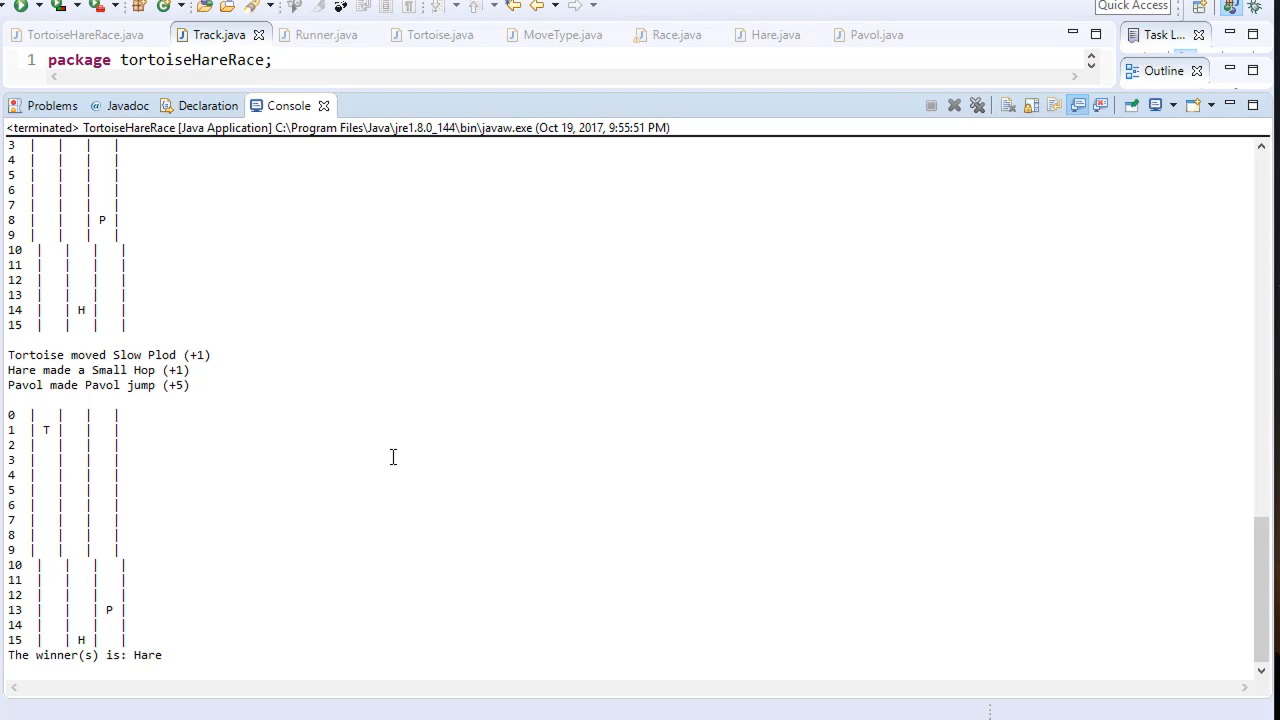 Quick Access
TortoiseHareRace.java Track.java Runner.java Tortoise.java MoveType.java Race.java Hare.java Pavol.java Task L...
1 package tortoiseHareRace;
Outline
Problems @ Javadoc Declaration Console
<terminated> TortoiseHareRace [Java Application] C:\Program Files\Java\jre1.8.0_144\bin\javaw.exe (Oct 19, 2017, 9:55:51 PM)
3 | | | |
4 | | | |
5 | | | |
6 | | | |
7 | | | |
8 | | | P |
9 | | | |
10 | | | |
11 | | | |
12 | | | |
13 | | | |
14 | | H | |
15 | | | |
Tortoise moved Slow Plod (+1)
Hare made a Small Hop (+1)
Pavol made Pavol jump (+5)
0 | | | |
1 | T | | |
2 | | | |
3 | | | |
4 | | | |
5 | | | |
6 | | | |
7 | | | |
8 | | | |
9 | | | |
10 | | | |
11 | | | |
12 | | | |
13 | | | P |
14 | | | |
15 | | H | |
The winner(s) is: Hare